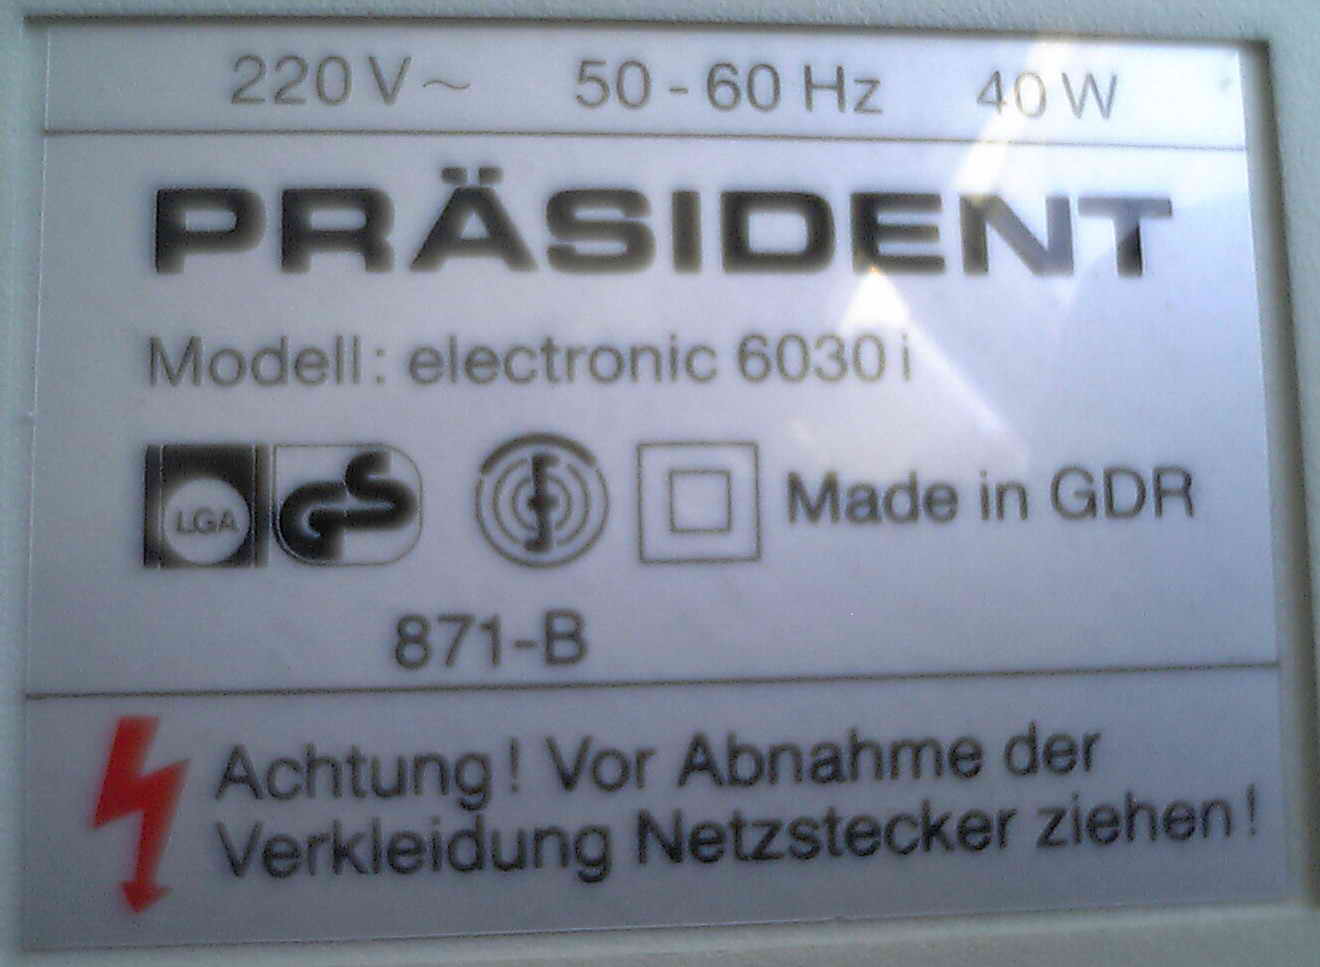 220 V~ 50 - 60 Hz 40 W
PRÄSIDENT
Modell: electronic 6030 i
LGA GS Made in GDR
871-B
Achtung! Vor Abnahme der
Verkleidung Netzstecker ziehen!